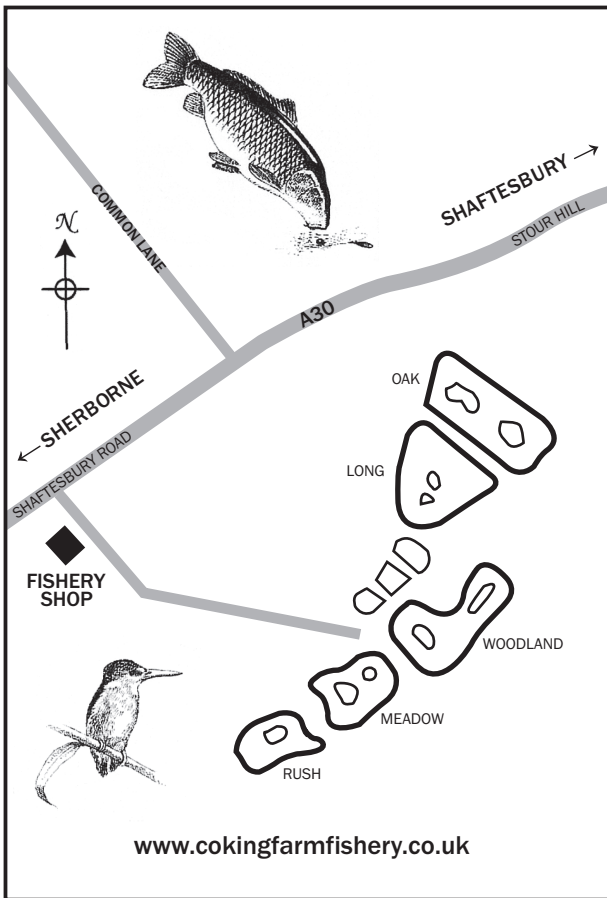 COMMON LANE
SHAFTESBURY →
STOUR HILL
N
A30
← SHERBORNE
SHAFTESBURY ROAD
OAK
LONG
FISHERY
SHOP
WOODLAND
MEADOW
RUSH
www.cokingfarmfishery.co.uk